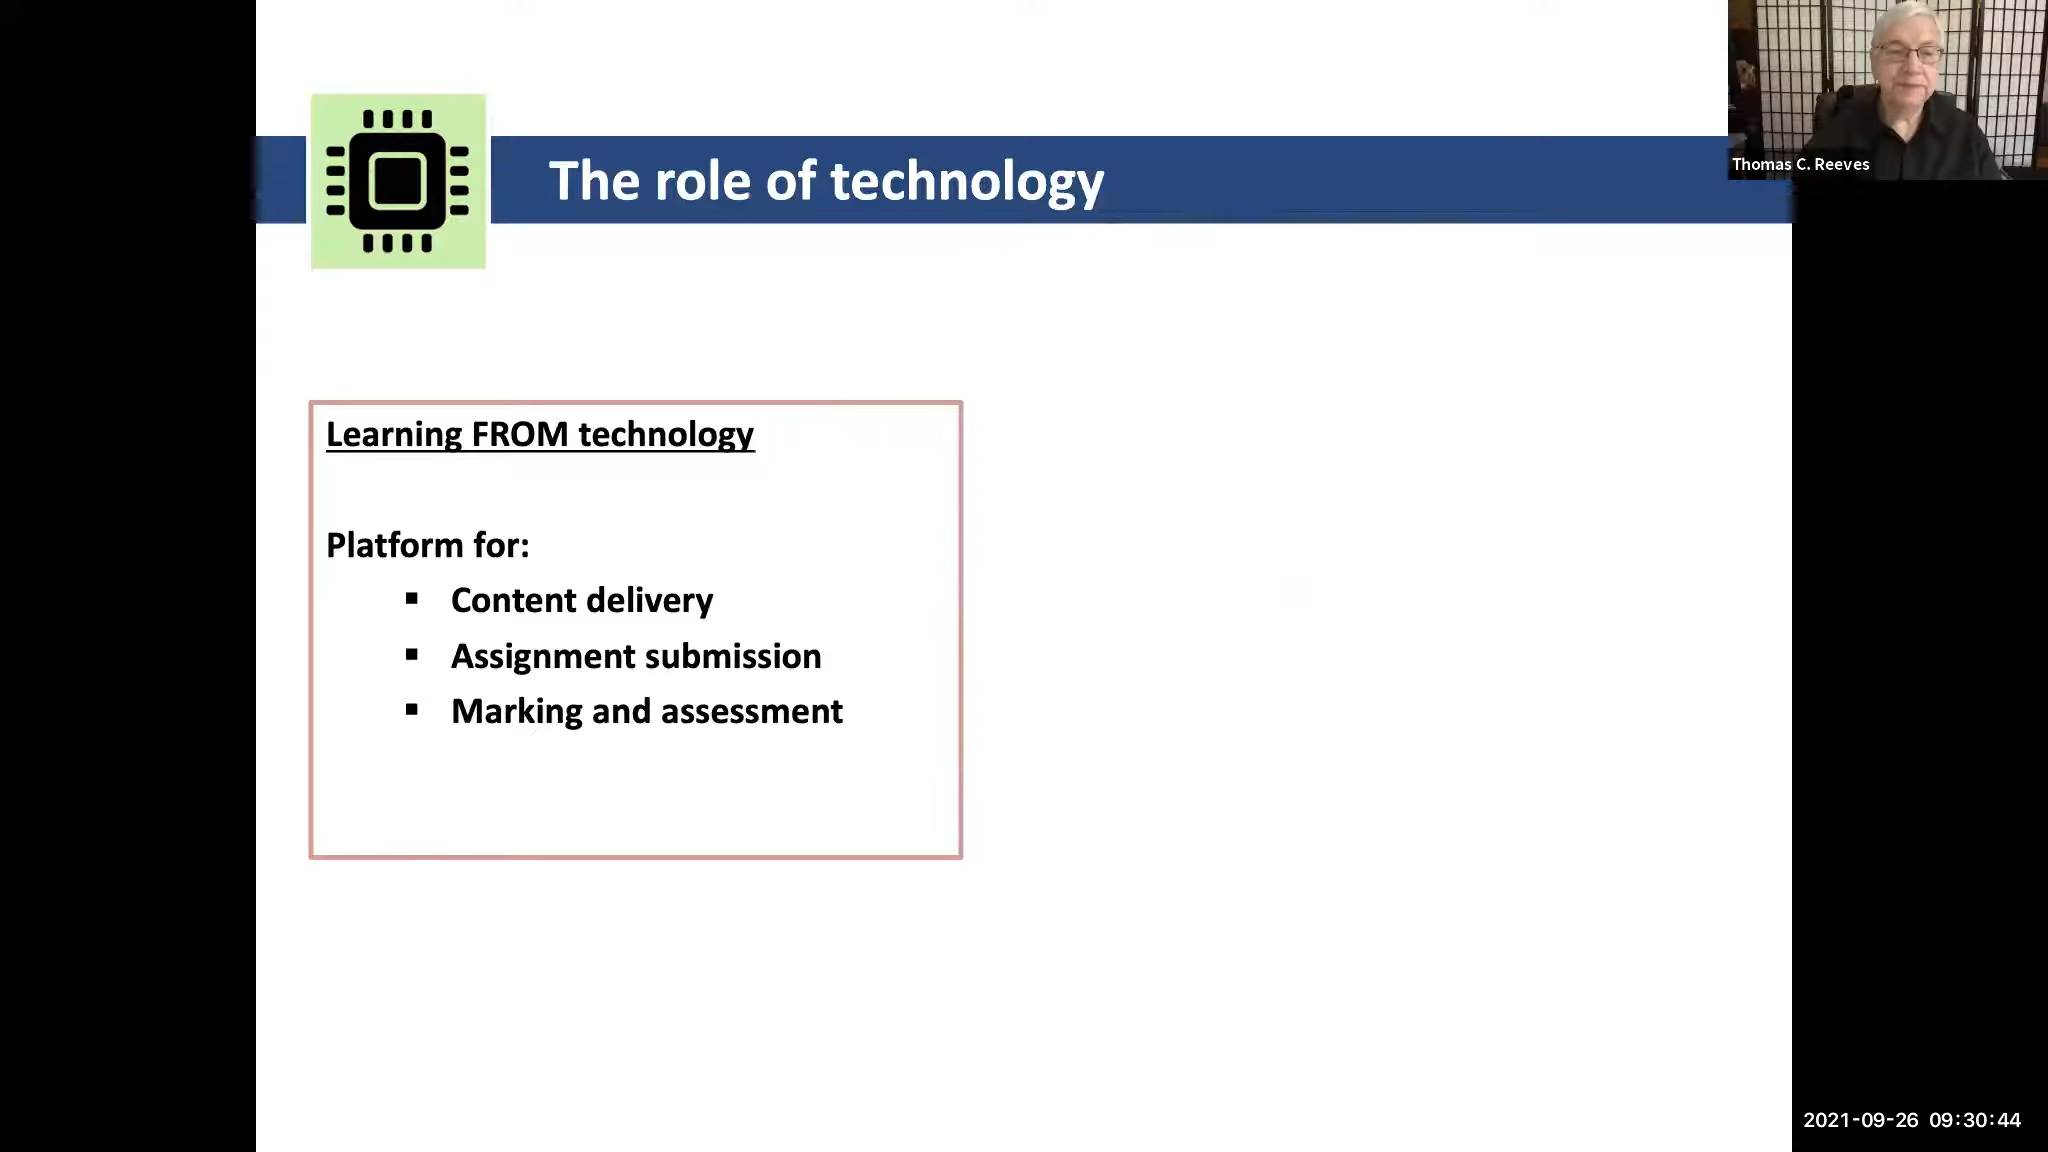 The role of technology
Thomas C. Reeves
Learning FROM technology
Platform for:
▪ Content delivery
▪ Assignment submission
▪ Marking and assessment
2021-09-26 09:30:44